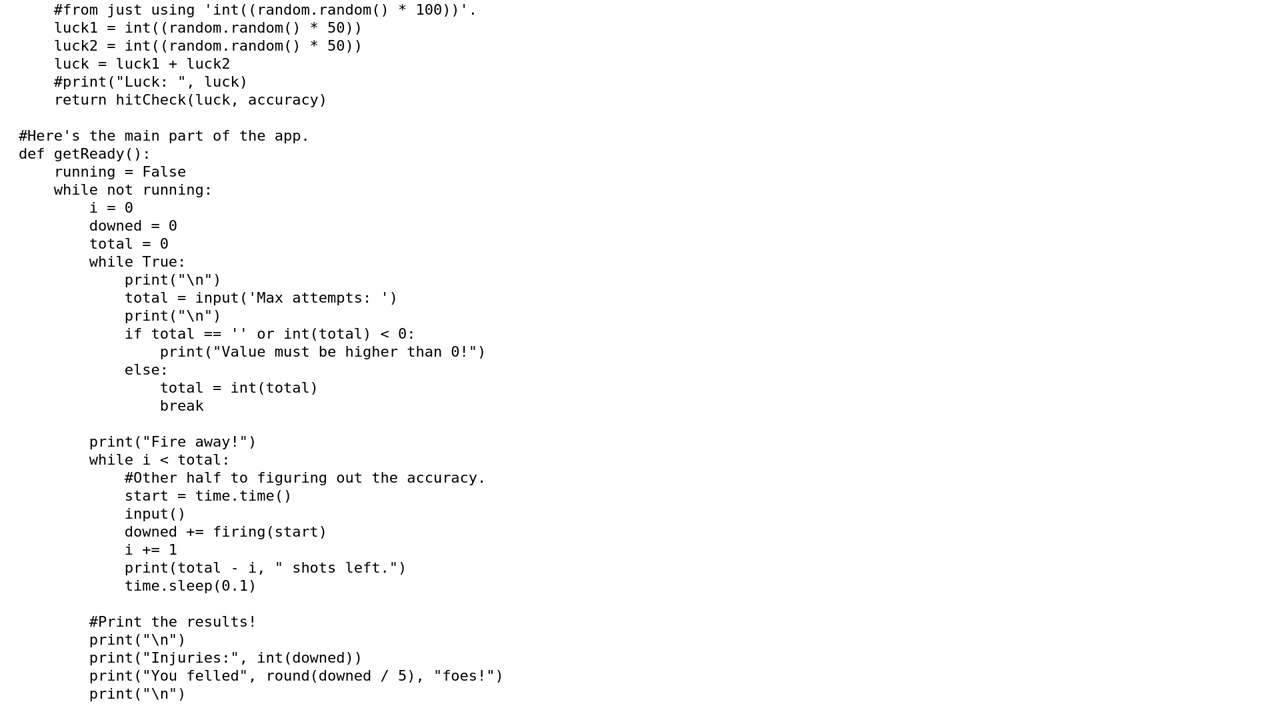 #from just using 'int((random.random() * 100))'.
    luck1 = int((random.random() * 50))
    luck2 = int((random.random() * 50))
    luck = luck1 + luck2
    #print("Luck: ", luck)
    return hitCheck(luck, accuracy)

#Here's the main part of the app.
def getReady():
    running = False
    while not running:
        i = 0
        downed = 0
        total = 0
        while True:
            print("\n")
            total = input('Max attempts: ')
            print("\n")
            if total == '' or int(total) < 0:
                print("Value must be higher than 0!")
            else:
                total = int(total)
                break

        print("Fire away!")
        while i < total:
            #Other half to figuring out the accuracy.
            start = time.time()
            input()
            downed += firing(start)
            i += 1
            print(total - i, " shots left.")
            time.sleep(0.1)

        #Print the results!
        print("\n")
        print("Injuries:", int(downed))
        print("You felled", round(downed / 5), "foes!")
        print("\n")